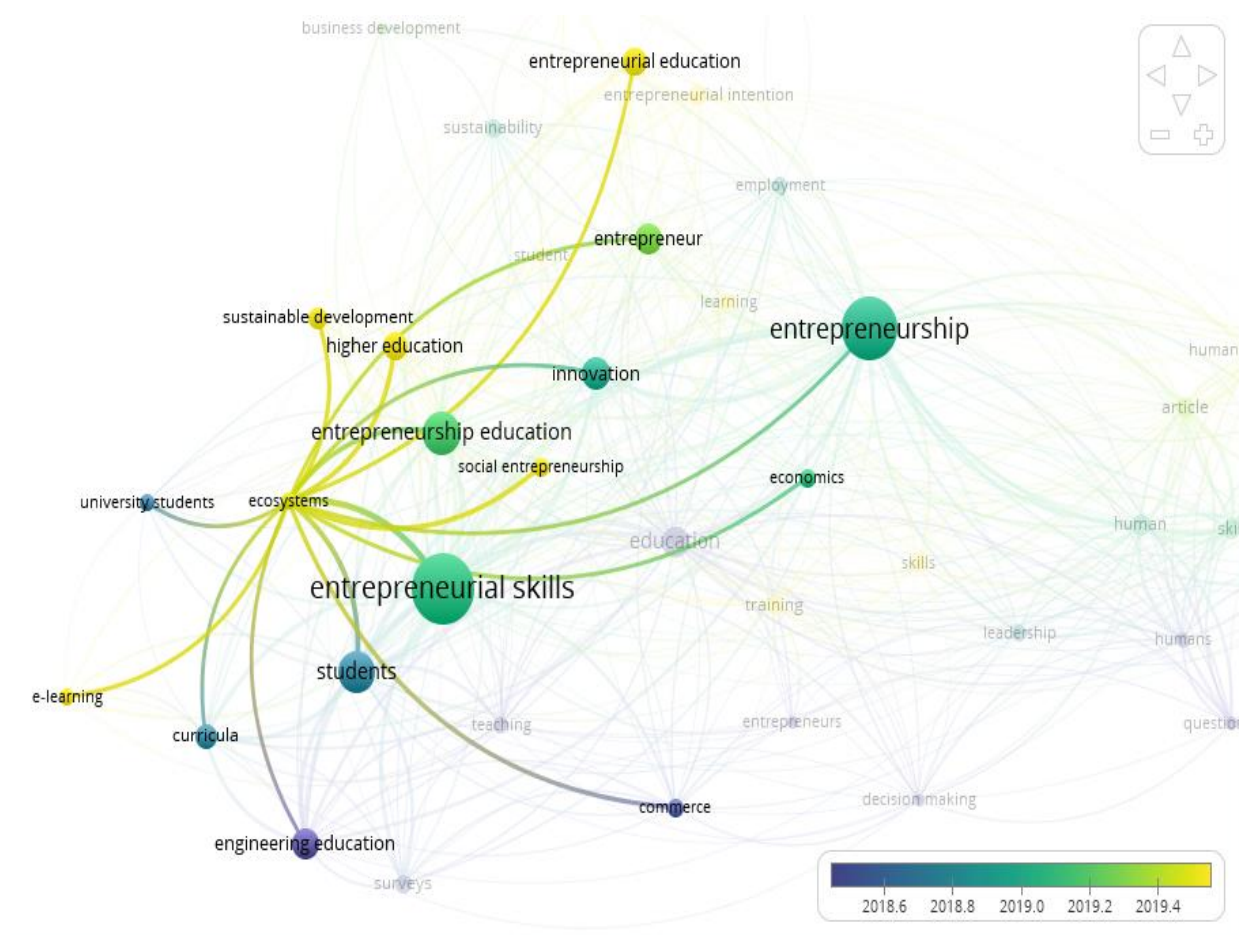 business development
entrepreneurial education
entrepreneurial intention
sustainability
employment
entrepreneur
student
learning
sustainable development
entrepreneurship
higher education
human
innovation
article
entrepreneurship education
social entrepreneurship
economics
university students
ecosystems
human
ski
education
skills
entrepreneurial skills
training
leadership
humans
students
e-learning
teaching
entrepreneurs
question
curricula
commerce
decision making
engineering education
surveys
2018.6 2018.8 2019.0 2019.2 2019.4